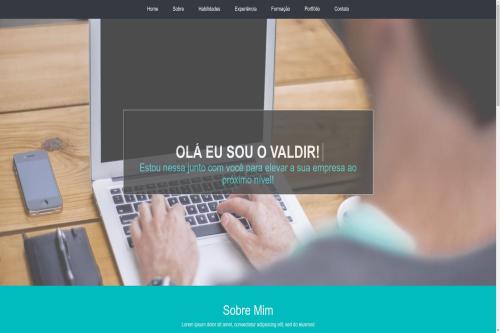 Home Sobre Habilidades Experiência Formação Portfólio Contato
OLÁ EU SOU O VALDIR!
Estou nessa junto com você para elevar a sua empresa ao
próximo nível!
Sobre Mim
Lorem ipsum dolor sit amet, consectetur adipiscing elit, sed do eiusmod